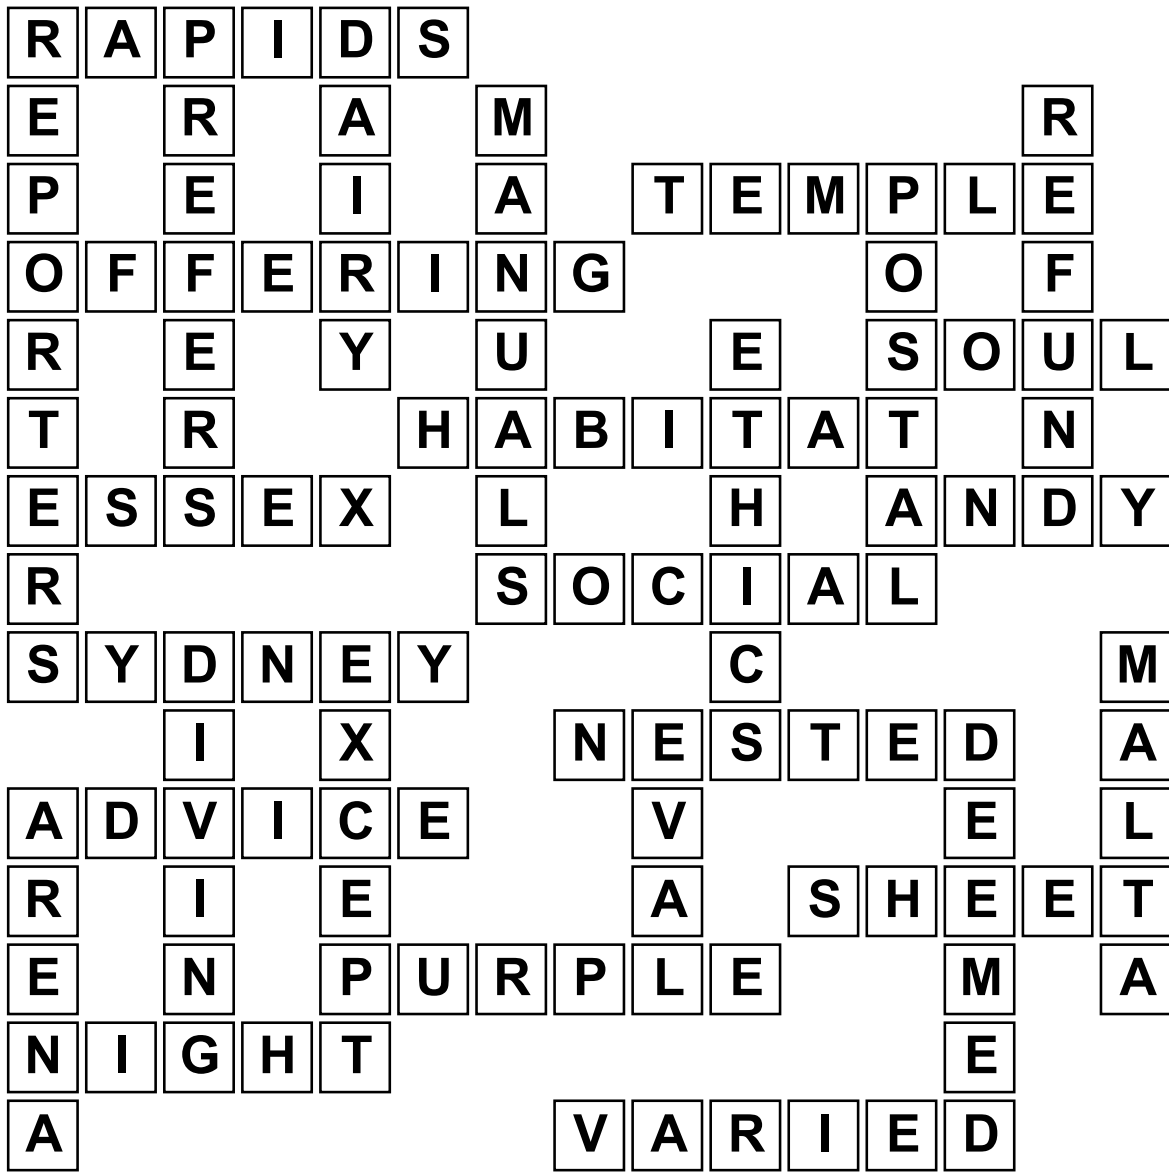 RAPIDS
E R A M R
P E I A TEMPLE
OFFERING O F
R E Y U E SOUL
T R HABITAT N
ESSEX L H ANDY
R SOCIAL
SYDNEY C M
I X NESTED A
ADVICE V E L
R I E A SHEET
E N PURPLE M A
NIGHT E
A VARIED